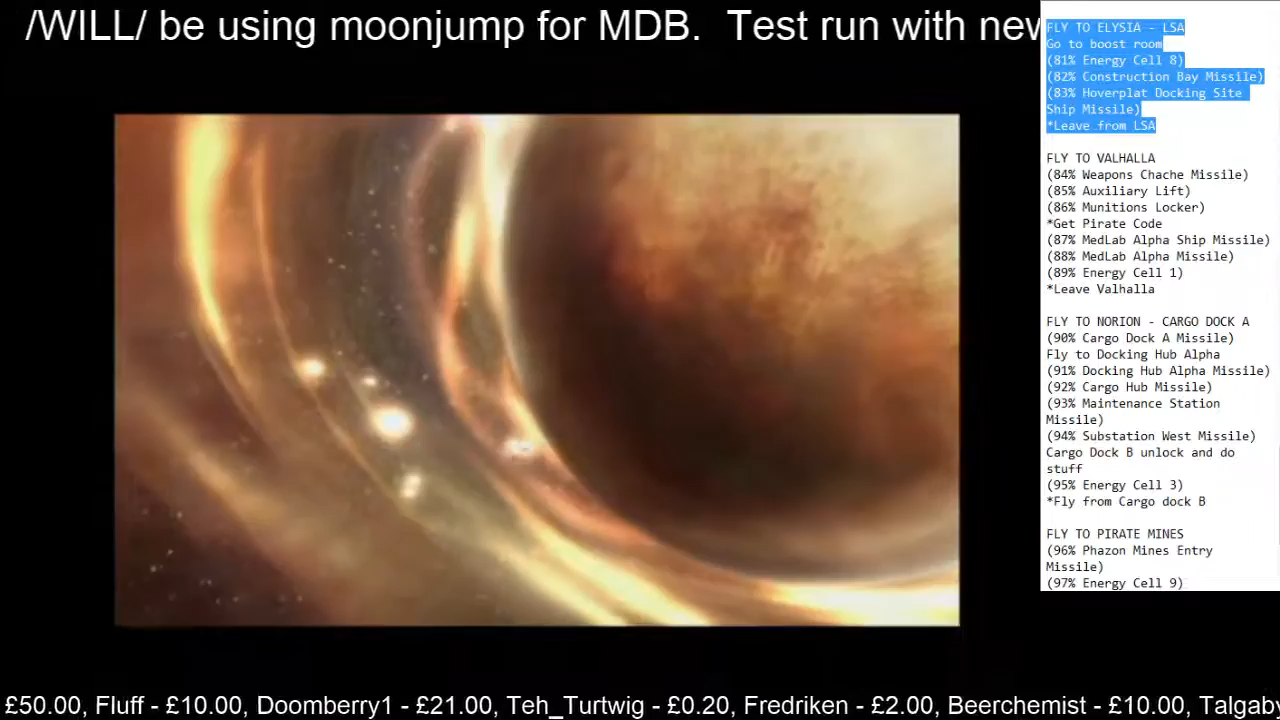 /WILL/ be using moonjump for MDB.  Test run with new
FLY TO ELYSIA - LSA
Go to boost room
(81% Energy Cell 8)
(82% Construction Bay Missile)
(83% Hoverplat Docking Site
Ship Missile)
*Leave from LSA
FLY TO VALHALLA
(84% Weapons Chache Missile)
(85% Auxiliary Lift)
(86% Munitions Locker)
*Get Pirate Code
(87% MedLab Alpha Ship Missile)
(88% MedLab Alpha Missile)
(89% Energy Cell 1)
*Leave Valhalla
FLY TO NORION - CARGO DOCK A
(90% Cargo Dock A Missile)
Fly to Docking Hub Alpha
(91% Docking Hub Alpha Missile)
(92% Cargo Hub Missile)
(93% Maintenance Station
Missile)
(94% Substation West Missile)
Cargo Dock B unlock and do
stuff
(95% Energy Cell 3)
*Fly from Cargo dock B
FLY TO PIRATE MINES
(96% Phazon Mines Entry
Missile)
(97% Energy Cell 9)
£50.00, Fluff - £10.00, Doomberry1 - £21.00, Teh_Turtwig - £0.20, Fredriken - £2.00, Beerchemist - £10.00, Talgaby